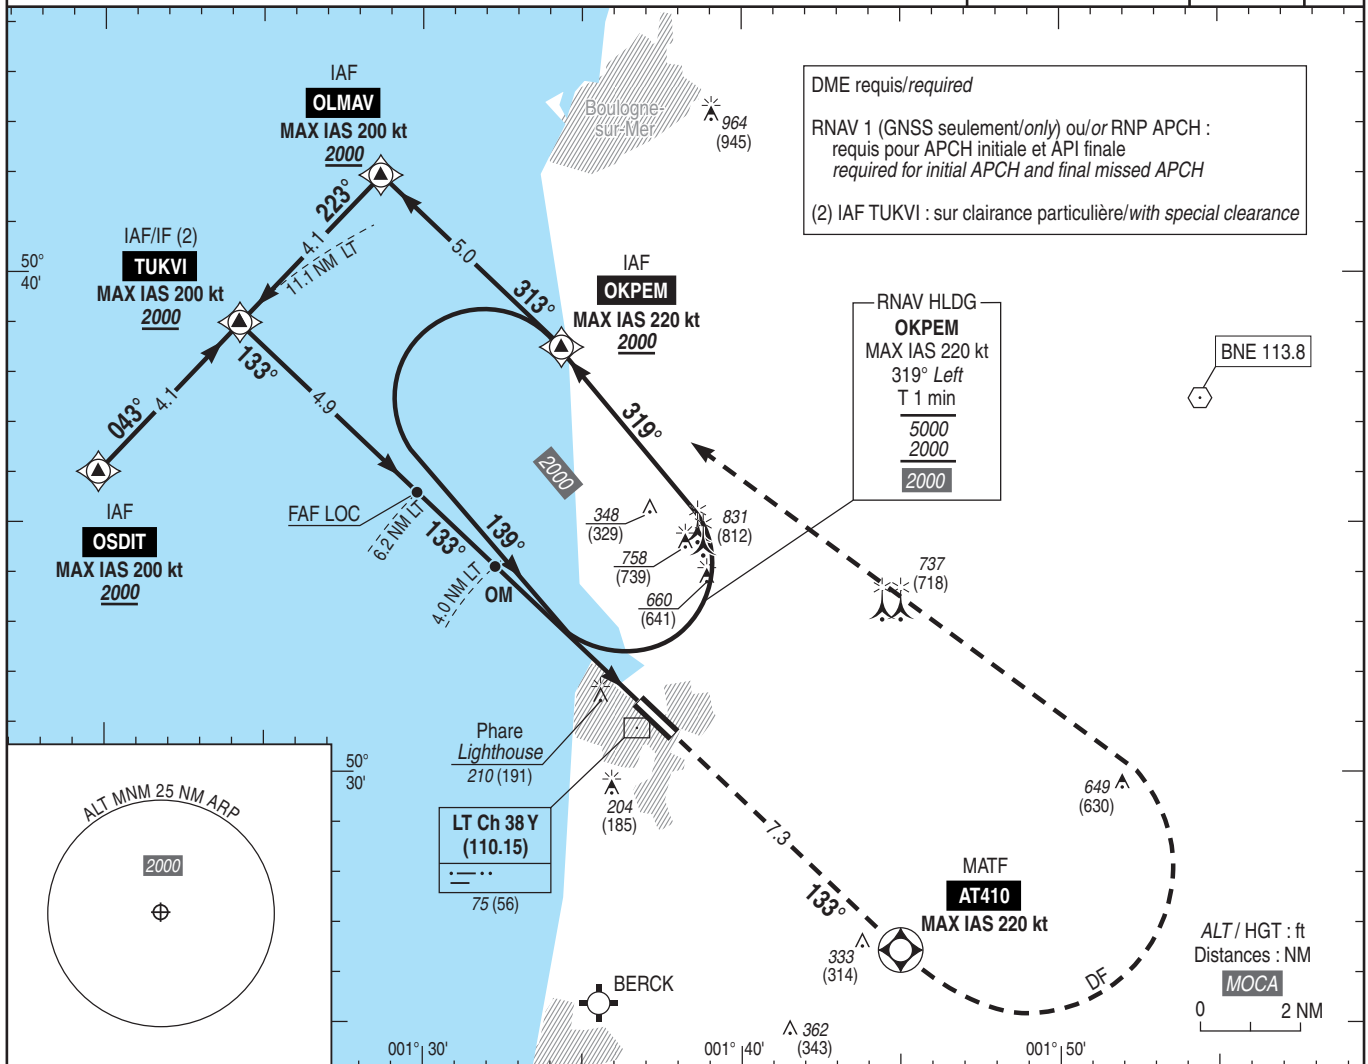 IAF
OLMAV
MAX IAS 200 kt
2000
Boulogne-
sur-Mer
964
(945)
DME requis/required
RNAV 1 (GNSS seulement/only) ou/or RNP APCH :
requis pour APCH initiale et API finale
required for initial APCH and final missed APCH
(2) IAF TUKVI : sur clairance particulière/with special clearance
223°
4.1
11.1 NM LT
5.0
313°
IAF/IF (2)
TUKVI
MAX IAS 200 kt
2000
50°
40'
IAF
OKPEM
MAX IAS 220 kt
2000
RNAV HLDG
OKPEM
MAX IAS 220 kt
319° Left
T 1 min
5000
2000
2000
BNE 113.8
133°
4.9
043°
4.1
319°
2000
IAF
OSDIT
MAX IAS 200 kt
2000
FAF LOC
6.2 NM LT
133°
139°
4.0 NM LT
OM
348
(329)
831
(812)
758
(739)
660
(641)
737
(718)
Phare
Lighthouse
210 (191)
204
(185)
LT Ch 38 Y
(110.15)
75 (56)
50°
30'
649
(630)
7.3
133°
MATF
AT410
MAX IAS 220 kt
333
(314)
DF
ALT MNM 25 NM ARP
2000
BERCK
362
(343)
ALT / HGT : ft
Distances : NM
MOCA
0 2 NM
001° 30'
001° 40'
001° 50'